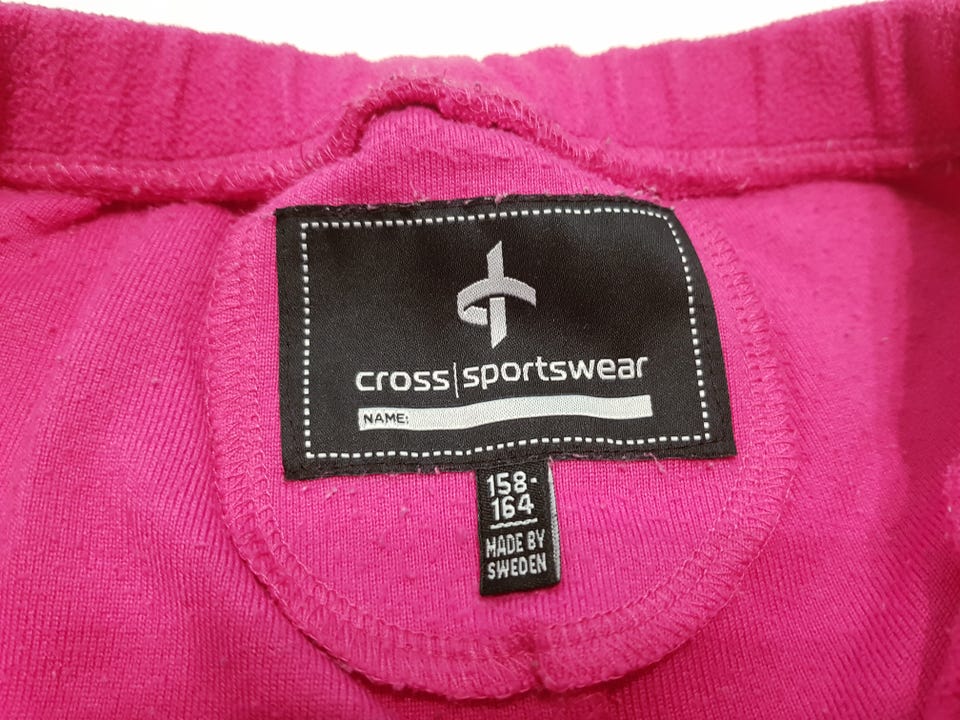 cross|sportswear
NAME:
158-
164
MADE BY
SWEDEN